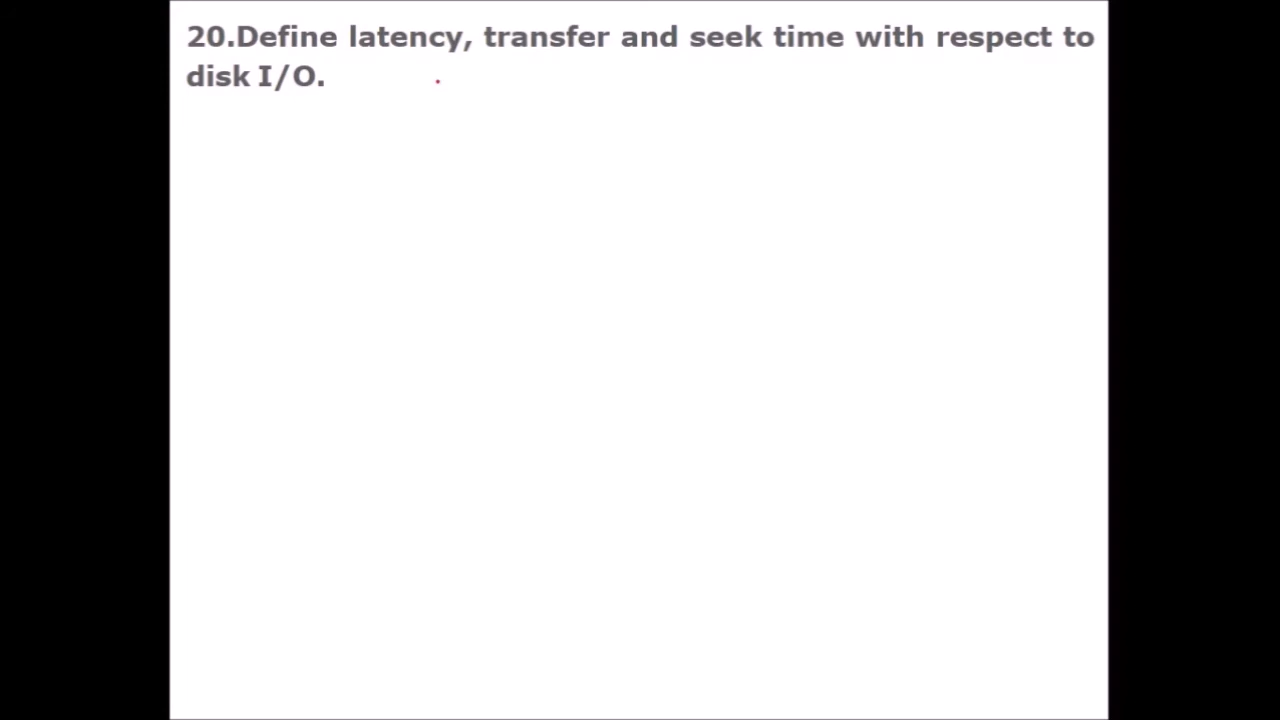 20.Define latency, transfer and seek time with respect to
disk I/O.